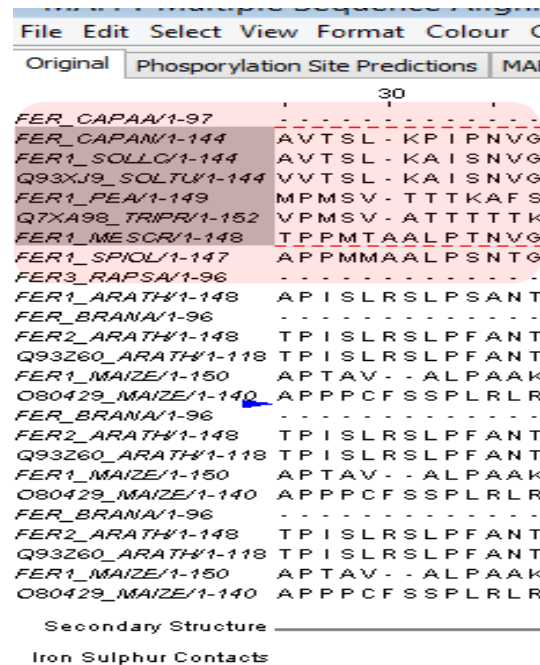 MAFFT Multiple Sequence Align
File Edit Select View Format Colour C
Original Phosporylation Site Predictions MA
30
FER_CAPAA/1-97 - - - - - - - - - - - - -
FER_CAPAN/1-144 AVTSL-KPIPNVG
FER1_SOLLC/1-144 AVTSL-KAISNVG
Q93XJ9_SOLTU/1-144 VVTSL-KAISNVG
FER1_PEA/1-149 MPMSV-TTTKAFS
Q7XA98_TRIPR/1-152 VPMSV-ATTTTTK
FER1_MESCR/1-148 TPPMTAALPTNVG
FER1_SPIOL/1-147 APPMMAALPSNTG
FER3_RAPSA/1-96 - - - - - - - - - - - - -
FER1_ARATH/1-148 APISLRSLPSANT
FER_BRANA/1-96 - - - - - - - - - - - - -
FER2_ARATH/1-148 TPISLRSLPFANT
Q93Z60_ARATH/1-118 TPISLRSLPFANT
FER1_MAIZE/1-150 APTAV--ALPAAK
O80429_MAIZE/1-140 APPPCFSSPLRLR
FER_BRANA/1-96 - - - - - - - - - - - - -
FER2_ARATH/1-148 TPISLRSLPFANT
Q93Z60_ARATH/1-118 TPISLRSLPFANT
FER1_MAIZE/1-150 APTAV--ALPAAK
O80429_MAIZE/1-140 APPPCFSSPLRLR
FER_BRANA/1-96 - - - - - - - - - - - - -
FER2_ARATH/1-148 TPISLRSLPFANT
Q93Z60_ARATH/1-118 TPISLRSLPFANT
FER1_MAIZE/1-150 APTAV--ALPAAK
O80429_MAIZE/1-140 APPPCFSSPLRLR
Secondary Structure
Iron Sulphur Contacts